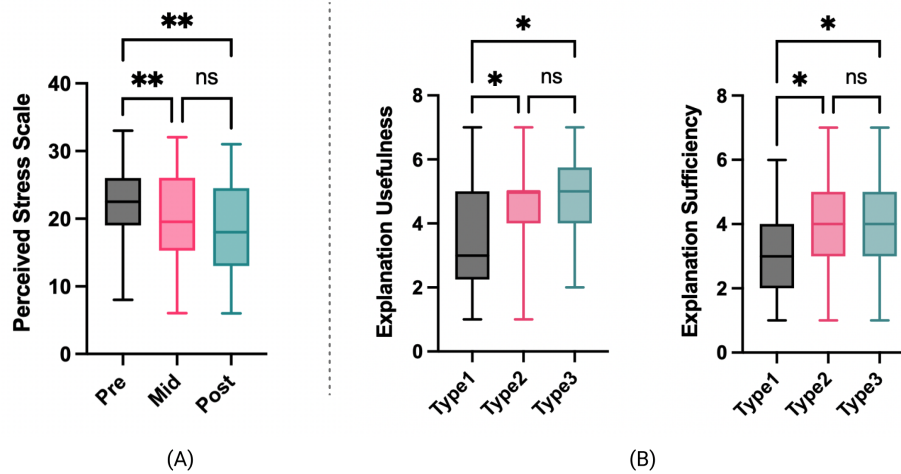 **
** ns
40
30
20
10
0
Perceived Stress Scale
Pre Mid Post
(A)
*
* ns
8
6
4
2
0
Explanation Usefulness
Type1 Type2 Type3
*
* ns
8
6
4
2
0
Explanation Sufficiency
Type1 Type2 Type3
(B)